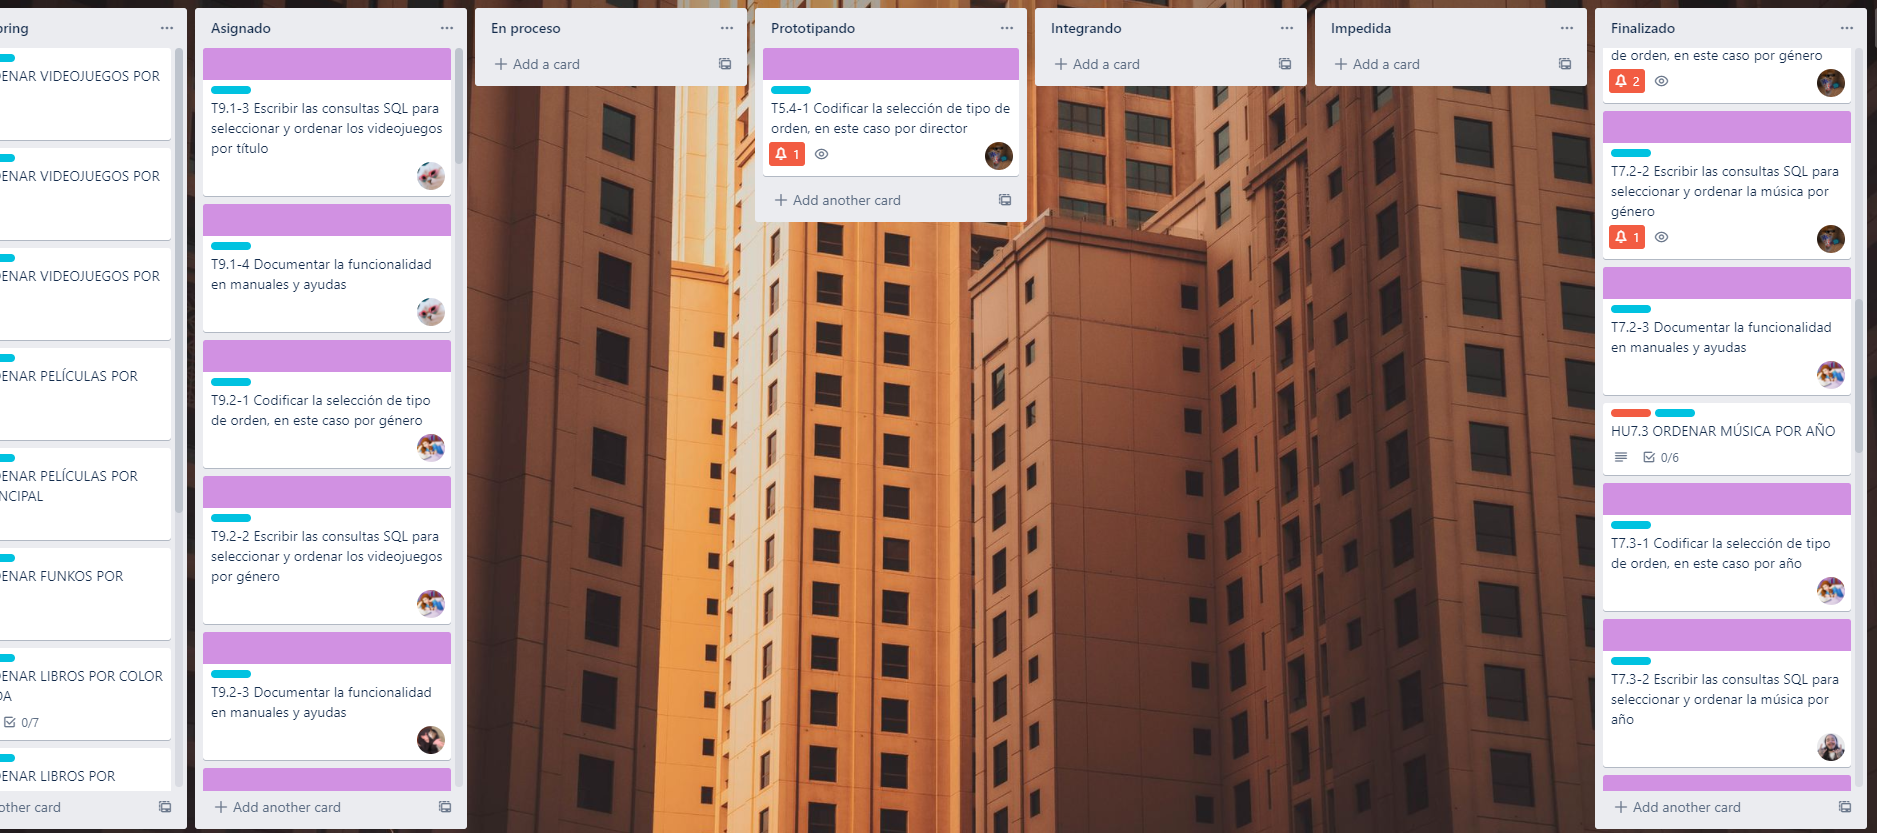 pring
DENAR VIDEOJUEGOS POR
DENAR VIDEOJUEGOS POR
DENAR VIDEOJUEGOS POR
DENAR PELÍCULAS POR
DENAR PELÍCULAS POR
NCIPAL
DENAR FUNKOS POR
DENAR LIBROS POR COLOR
DA
0/7
DENAR LIBROS POR
other card
Asignado
T9.1-3 Escribir las consultas SQL para
seleccionar y ordenar los videojuegos
por título
T9.1-4 Documentar la funcionalidad
en manuales y ayudas
T9.2-1 Codificar la selección de tipo
de orden, en este caso por género
T9.2-2 Escribir las consultas SQL para
seleccionar y ordenar los videojuegos
por género
T9.2-3 Documentar la funcionalidad
en manuales y ayudas
+ Add another card
En proceso
+ Add a card
Prototipando
T5.4-1 Codificar la selección de tipo de
orden, en este caso por director
1
+ Add another card
Integrando
+ Add a card
Impedida
+ Add a card
Finalizado
de orden, en este caso por género
2
T7.2-2 Escribir las consultas SQL para
seleccionar y ordenar la música por
género
1
T7.2-3 Documentar la funcionalidad
en manuales y ayudas
HU7.3 ORDENAR MÚSICA POR AÑO
0/6
T7.3-1 Codificar la selección de tipo
de orden, en este caso por año
T7.3-2 Escribir las consultas SQL para
seleccionar y ordenar la música por
año
+ Add another card